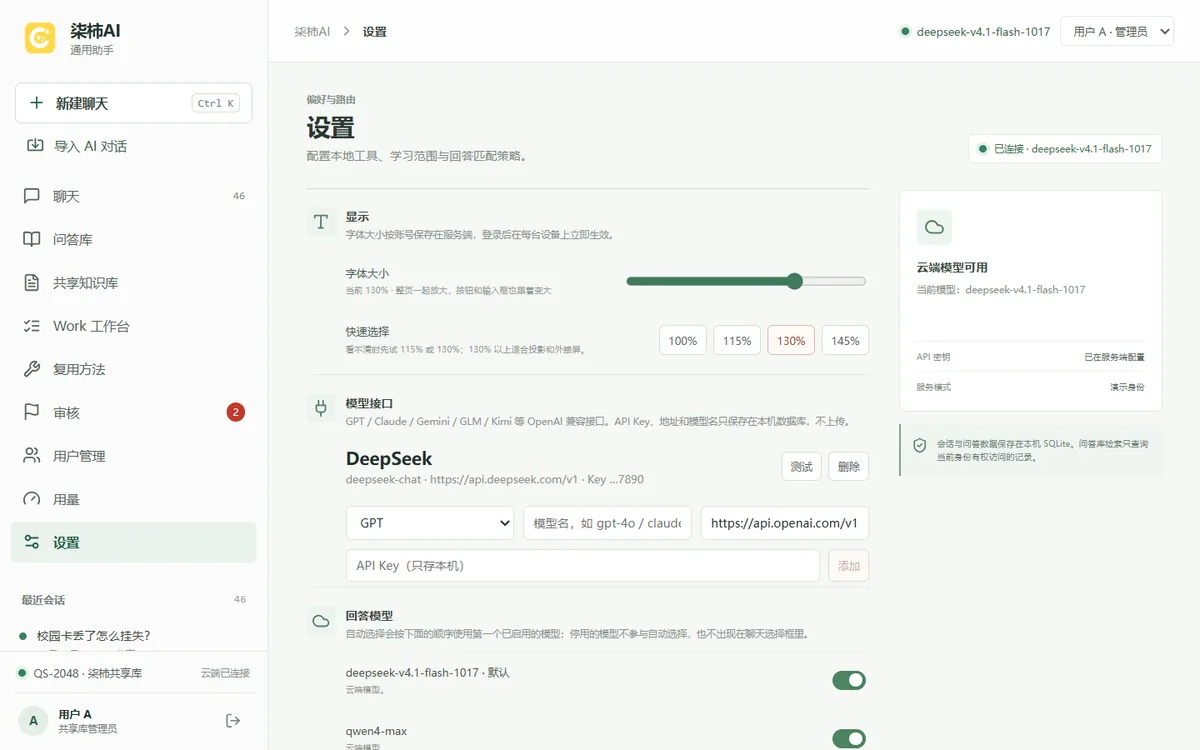 柒柿AI
通用助手
新建聊天
Ctrl K
导入 AI 对话
聊天
46
问答库
共享知识库
Work 工作台
复用方法
审核
2
用户管理
用量
设置
最近会话
46
校园卡丢了怎么挂失?
QS-2048 · 柒柿共享库
云端已连接
A
用户 A
共享库管理员
柒柿AI
设置
deepseek-v4.1-flash-1017
用户 A · 管理员
偏好与路由
设置
配置本地工具、学习范围与回答匹配策略。
已连接 · deepseek-v4.1-flash-1017
显示
字体大小按账号保存在服务端，登录后在每台设备上立即生效。
字体大小
当前 130% · 整页一起放大，按钮和输入框也跟着变大
快速选择
看不清时先试 115% 或 130%；130% 以上适合投影和外接屏。
100%
115%
130%
145%
模型接口
GPT / Claude / Gemini / GLM / Kimi 等 OpenAI 兼容接口。API Key、地址和模型名只保存在本机数据库，不上传。
DeepSeek
deepseek-chat · https://api.deepseek.com/v1 · Key …7890
测试
删除
GPT
模型名，如 gpt-4o / claude
https://api.openai.com/v1
API Key（只存本机）
添加
回答模型
自动选择会按下面的顺序使用第一个已启用的模型；停用的模型不参与自动选择，也不出现在聊天选择框里。
deepseek-v4.1-flash-1017 · 默认
云端模型。
qwen4-max
云端模型
云端模型可用
当前模型：deepseek-v4.1-flash-1017
API 密钥
已在服务端配置
服务模式
演示身份
会话与问答数据保存在本机 SQLite。问答库检索只查询
当前身份有权访问的记录。